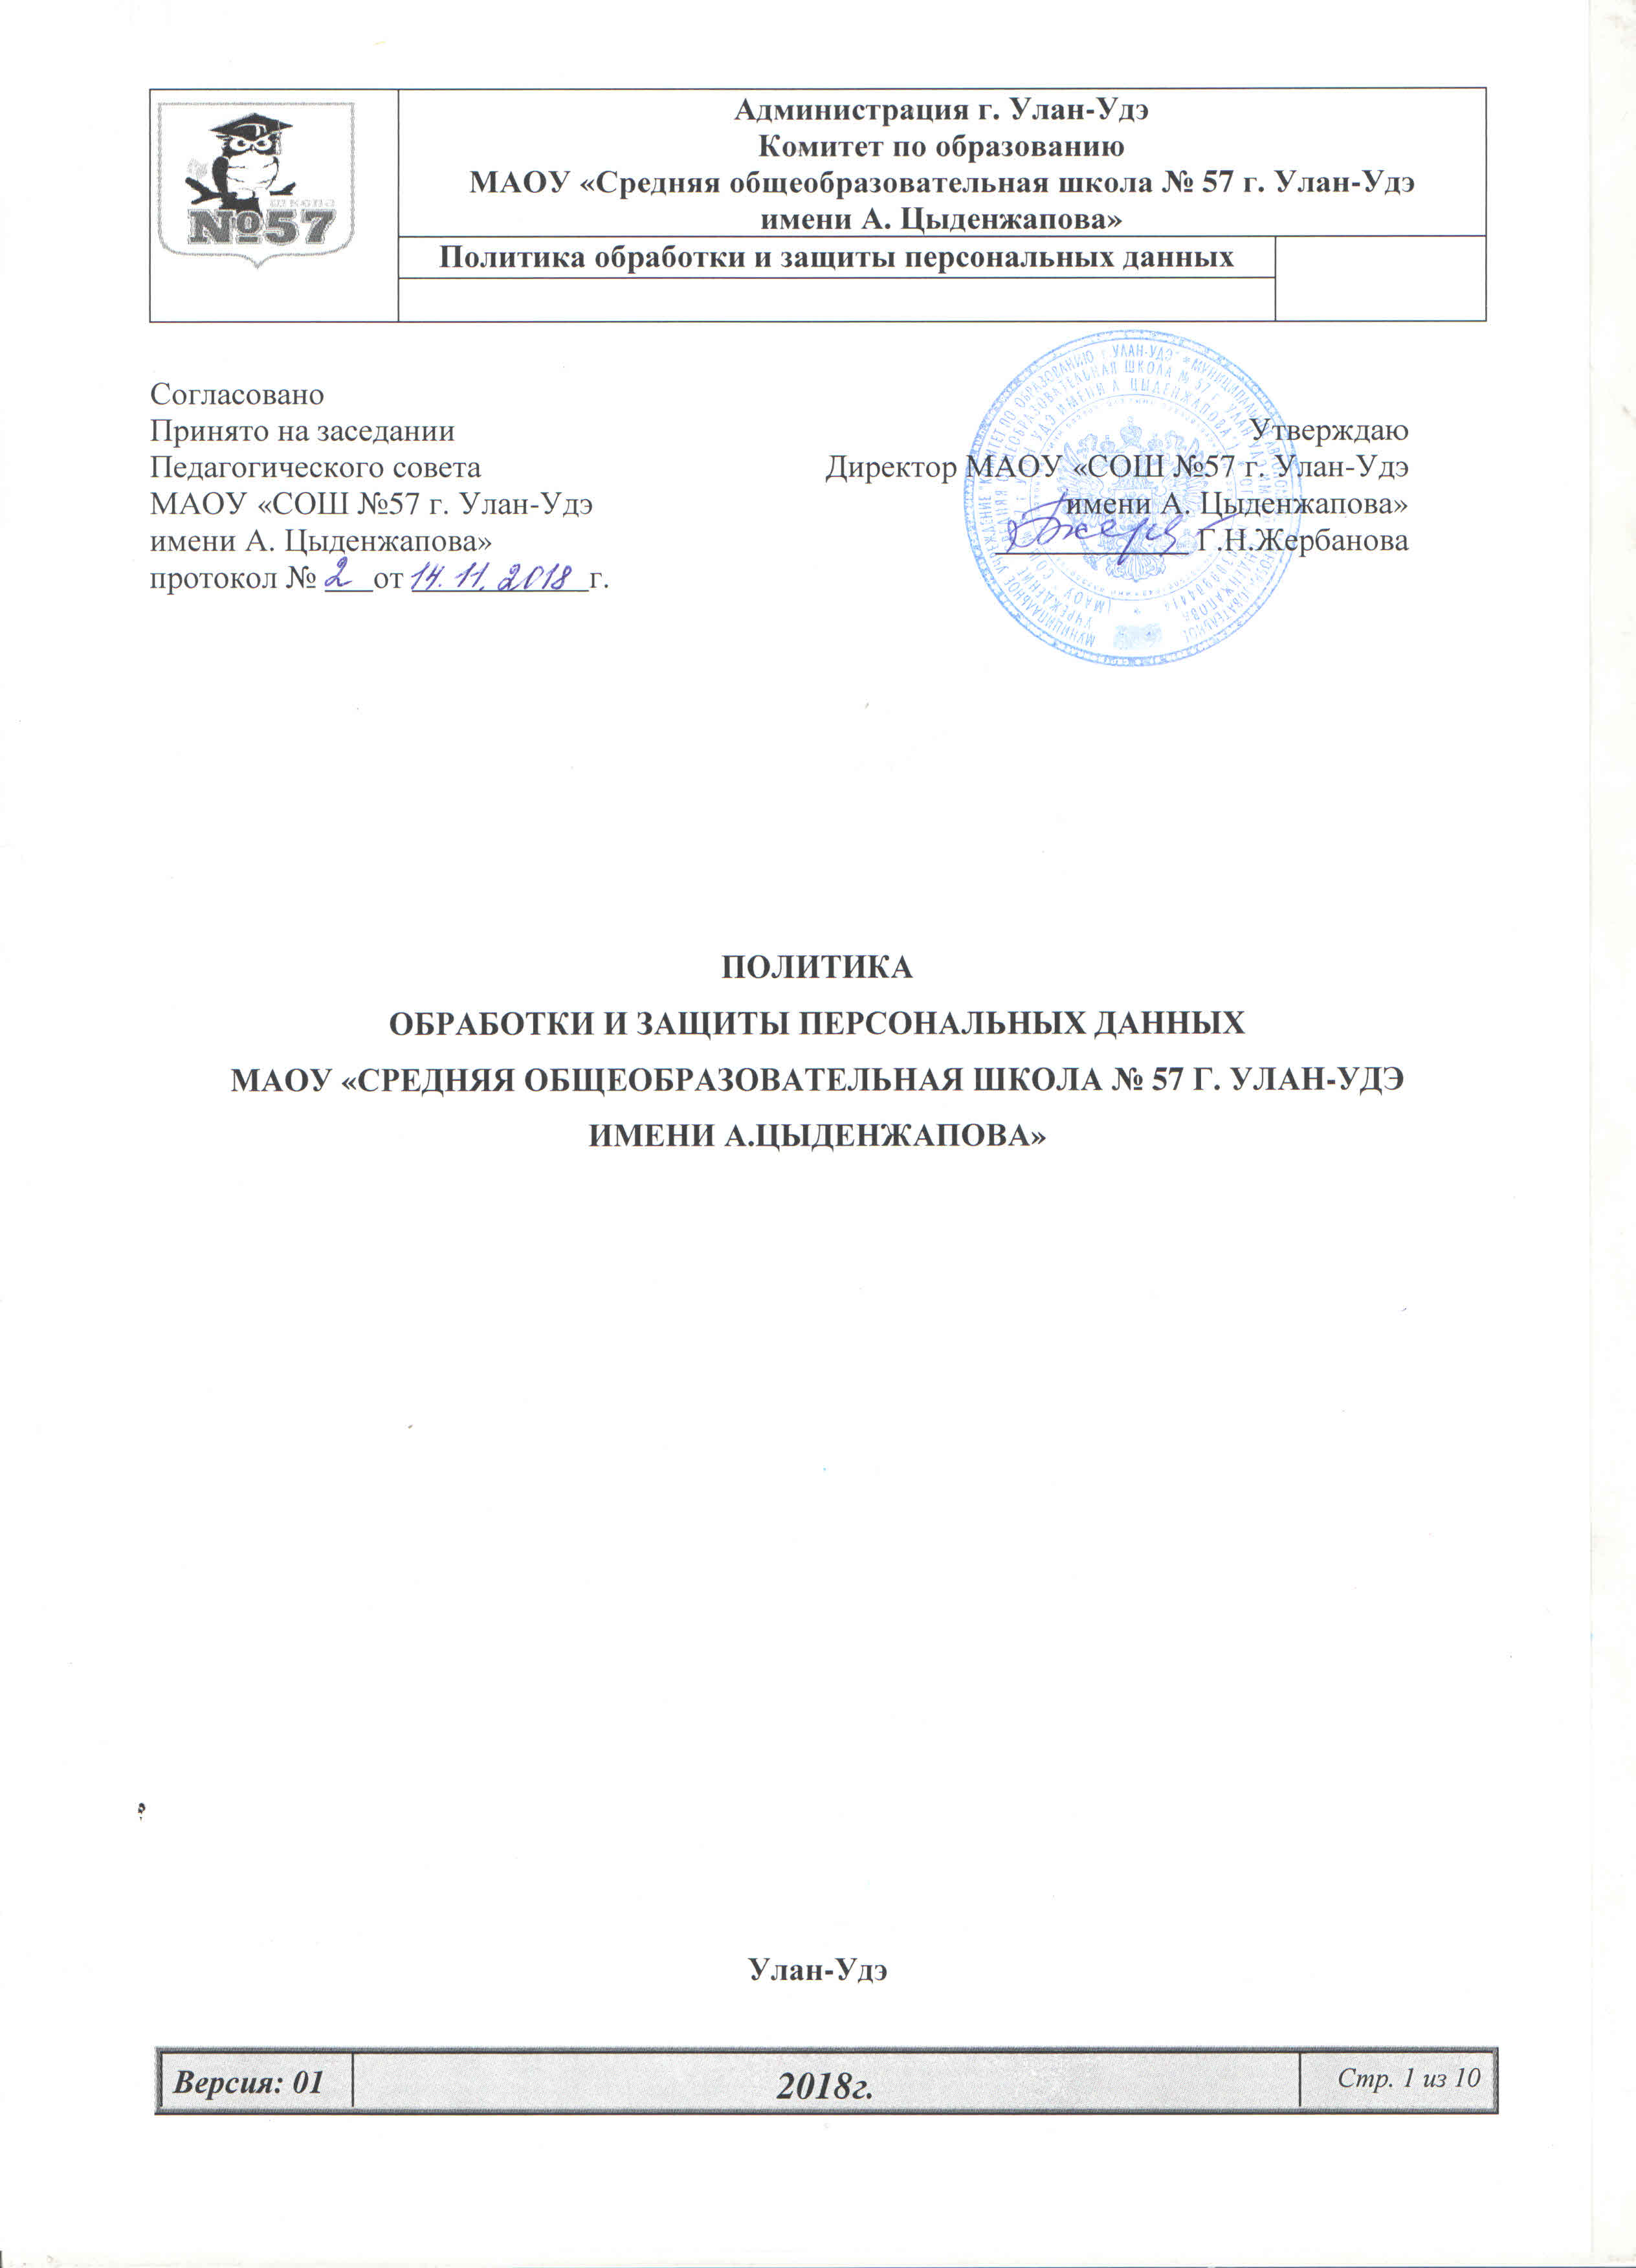 школа
№57
Администрация г. Улан-Удэ
Комитет по образованию
МАОУ «Средняя общеобразовательная школа № 57 г. Улан-Удэ
имени А. Цыденжапова»
Политика обработки и защиты персональных данных
Согласовано
Принято на заседании
Педагогического совета
МАОУ «СОШ №57 г. Улан-Удэ
имени А. Цыденжапова»
протокол № 2 от 14.11.2018 г.
Утверждаю
Директор МАОУ «СОШ №57 г. Улан-Удэ
имени А. Цыденжапова»
Г.Н.Жербанова
ПОЛИТИКА
ОБРАБОТКИ И ЗАЩИТЫ ПЕРСОНАЛЬНЫХ ДАННЫХ
МАОУ «СРЕДНЯЯ ОБЩЕОБРАЗОВАТЕЛЬНАЯ ШКОЛА № 57 Г. УЛАН-УДЭ
ИМЕНИ А.ЦЫДЕНЖАПОВА»
Улан-Удэ
Версия: 01
2018г.
Стр. 1 из 10